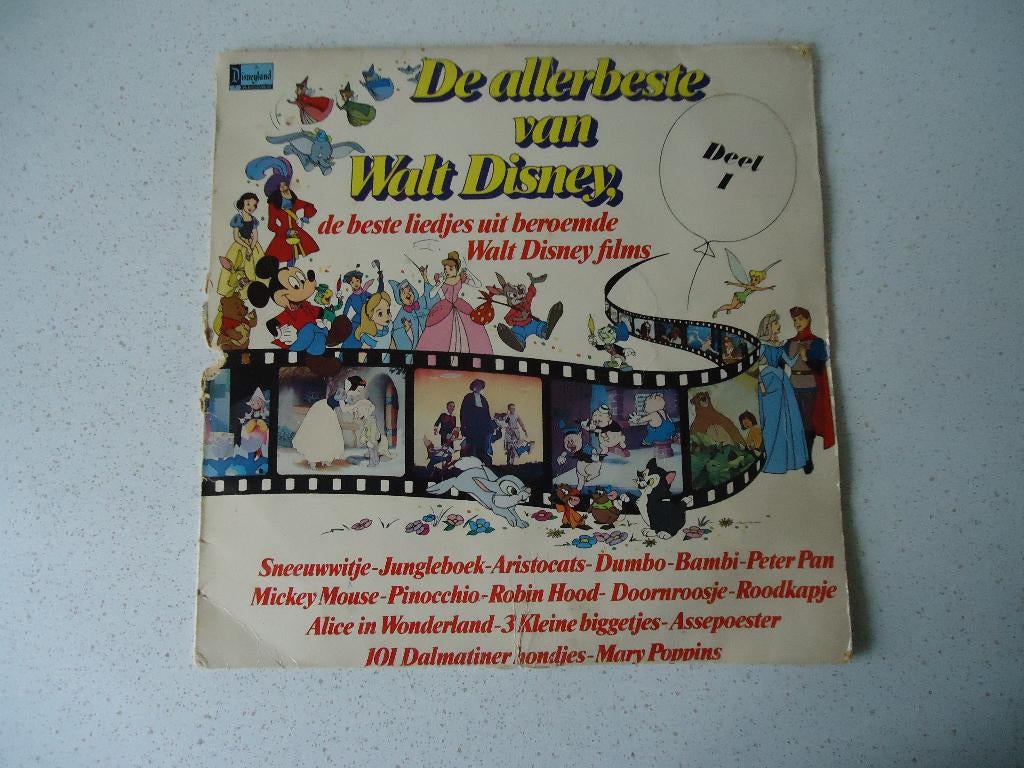 Disneyland
De allerbeste
van
Walt Disney,
Deel
1
de beste liedjes uit beroemde
Walt Disney films
Sneeuwwitje-Jungleboek-Aristocats-Dumbo-Bambi-Peter Pan
Mickey Mouse-Pinocchio-Robin Hood-Doornroosje-Roodkapje
Alice in Wonderland-3 Kleine biggetjes-Assepoester
101 Dalmatiner hondjes-Mary Poppins